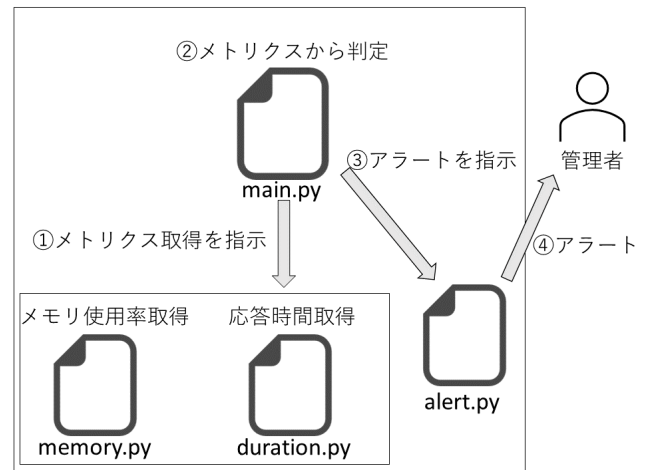 ②メトリクスから判定
main.py
③アラートを指示
管理者
①メトリクス取得を指示
④アラート
メモリ使用率取得
応答時間取得
memory.py
duration.py
alert.py